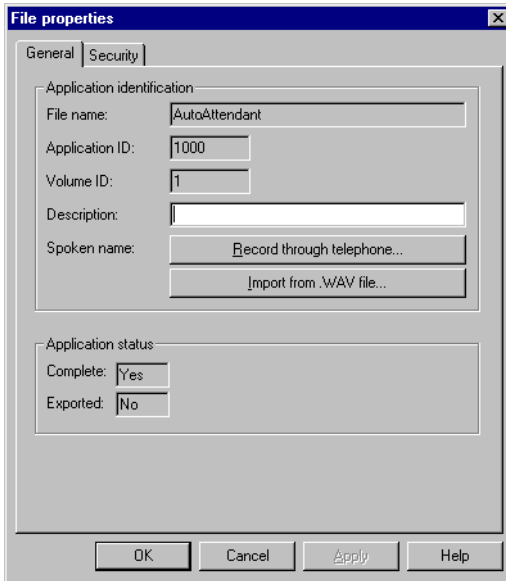 File properties
General Security
Application identification
File name: AutoAttendant
Application ID: 1000
Volume ID: 1
Description:
Spoken name: Record through telephone...
Import from .WAV file...
Application status
Complete: Yes
Exported: No
OK Cancel Apply Help